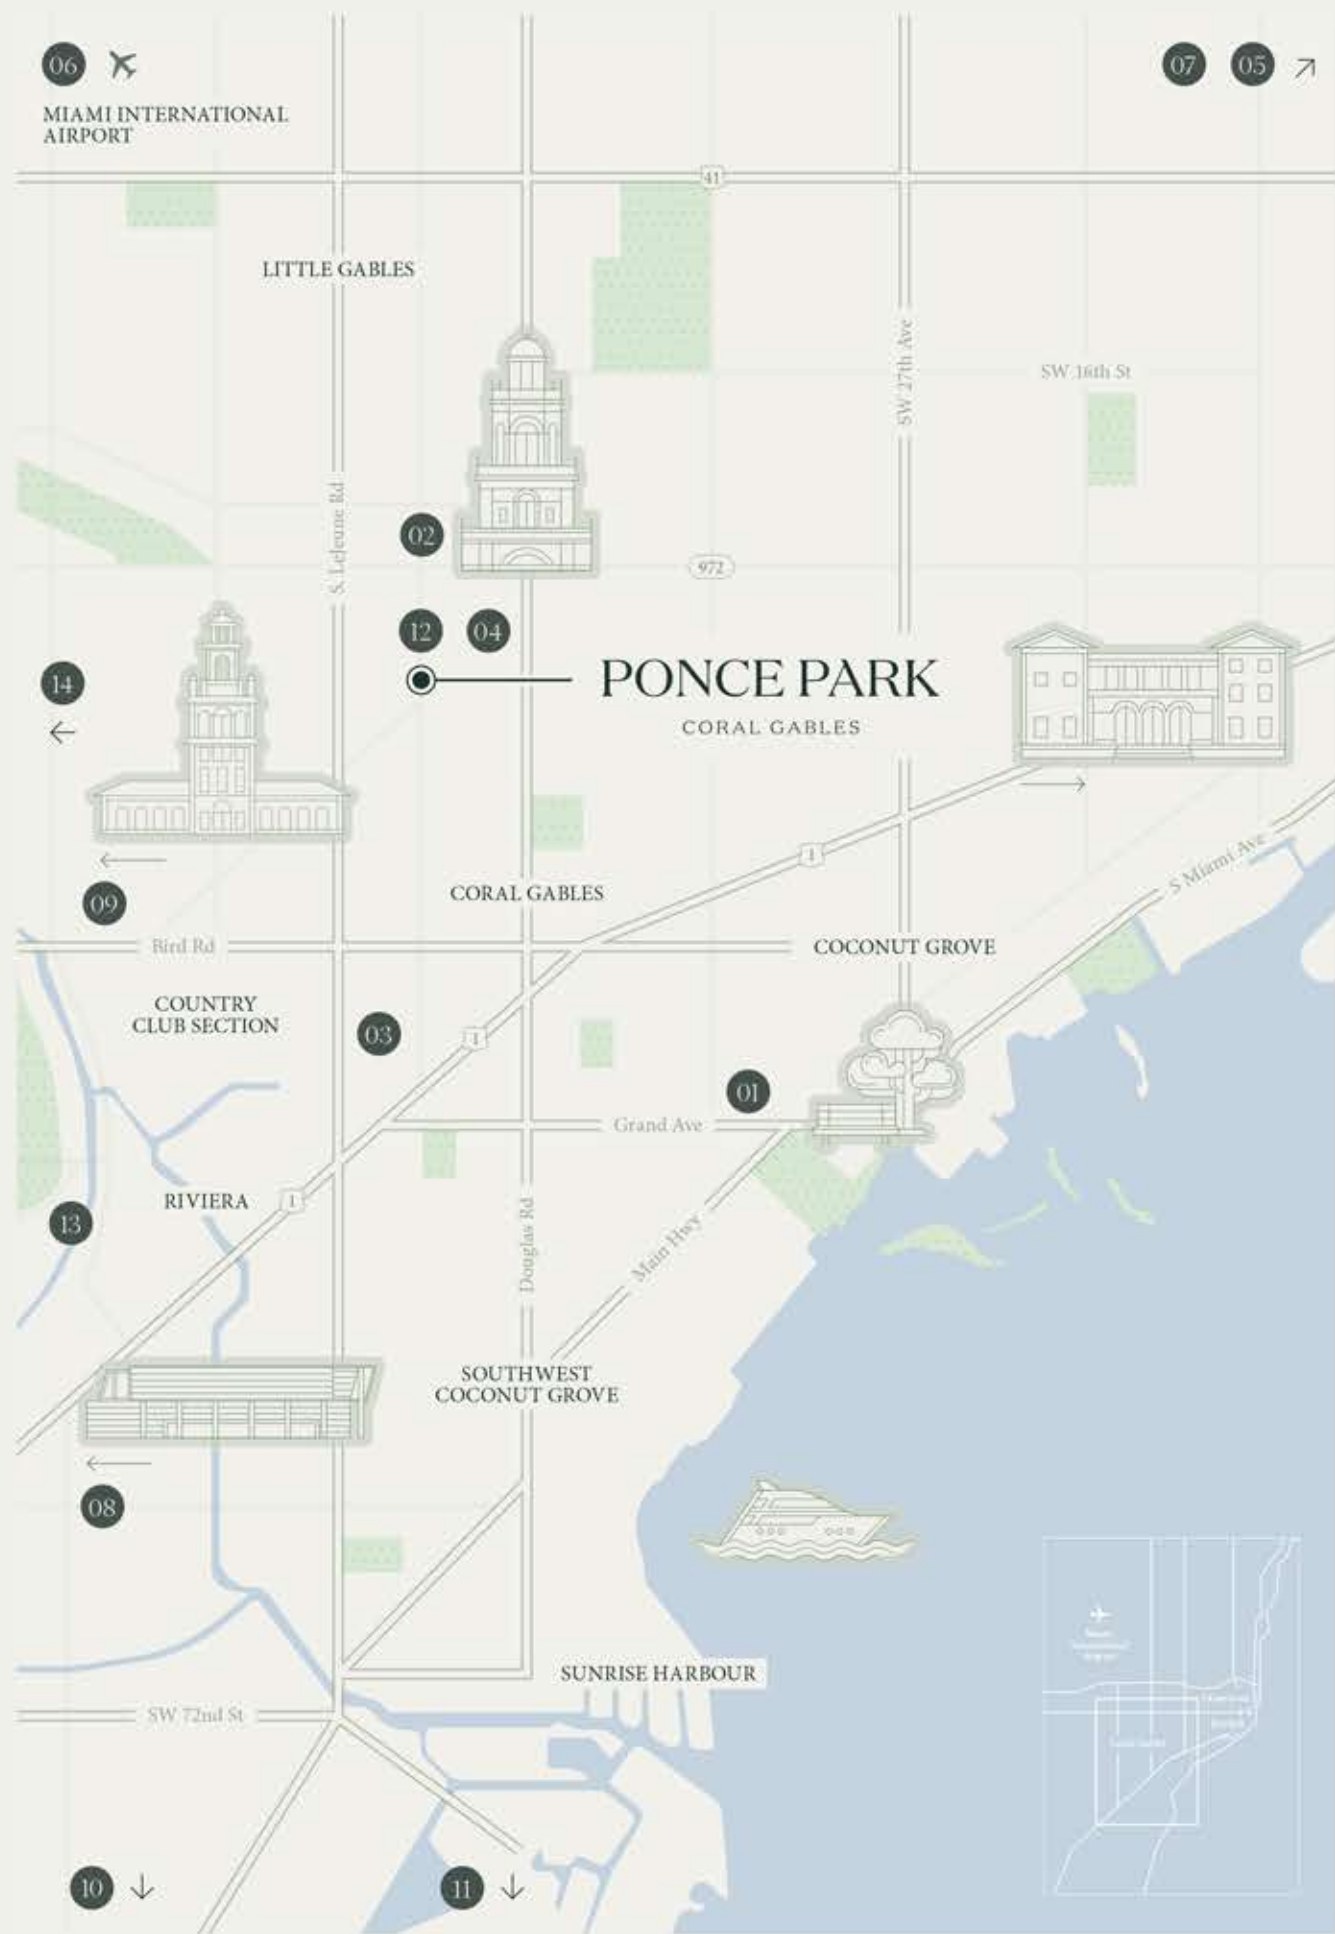 06
07 05
MIAMI INTERNATIONAL
AIRPORT
41
LITTLE GABLES
SW 27th Ave
SW 16th St
S. LeJeune Rd
02
972
12 04
PONCE PARK
CORAL GABLES
14
1
S Miami Ave
CORAL GABLES
09
Bird Rd
COCONUT GROVE
COUNTRY
CLUB SECTION
03
1
01
Grand Ave
RIVIERA
1
13
Douglas Rd
Main Hwy
SOUTHWEST
COCONUT GROVE
08
SUNRISE HARBOUR
SW 72nd St
10
11